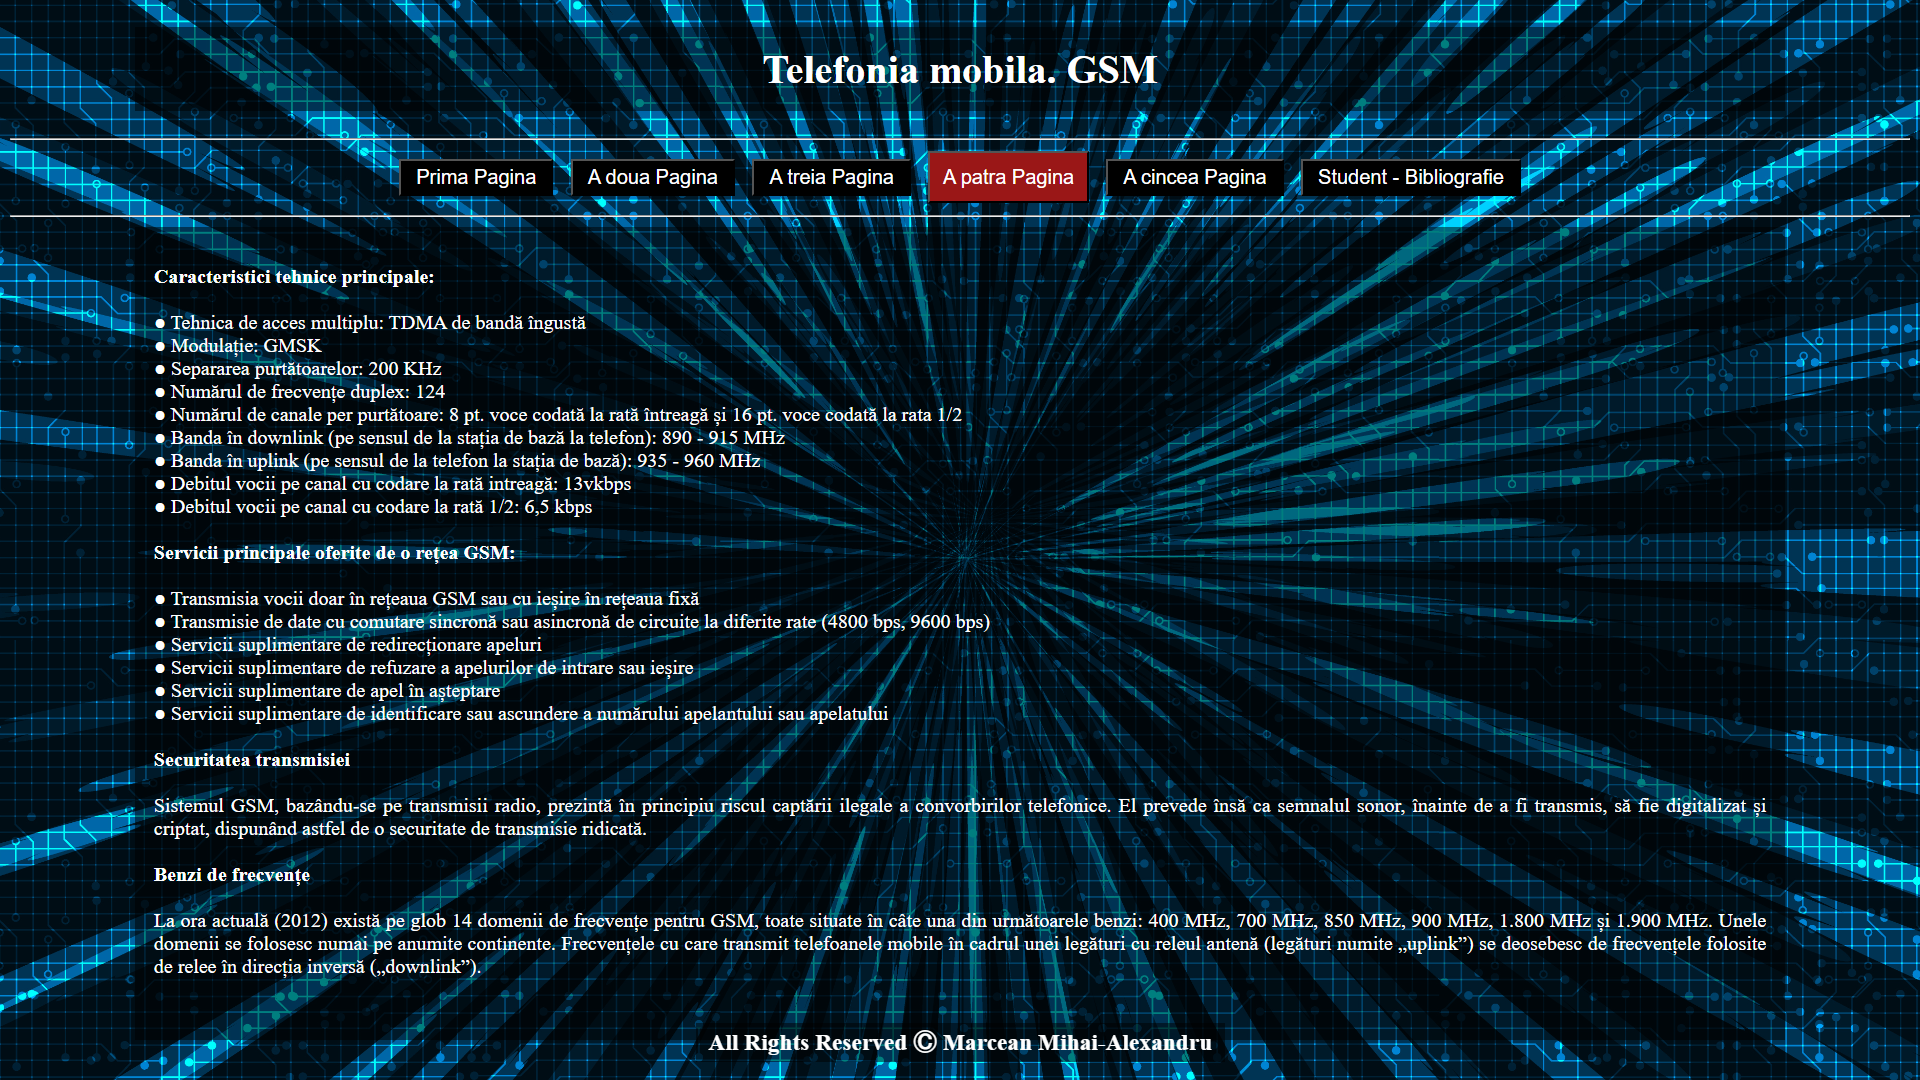 Telefonia mobila. GSM
Prima Pagina
A doua Pagina
A treia Pagina
A patra Pagina
A cincea Pagina
Student - Bibliografie
Caracteristici tehnice principale:
● Tehnica de acces multiplu: TDMA de bandă îngustă
● Modulație: GMSK
● Separarea purtătoarelor: 200 KHz
● Numărul de frecvențe duplex: 124
● Numărul de canale per purtătoare: 8 pt. voce codată la rată întreagă și 16 pt. voce codată la rata 1/2
● Banda în downlink (pe sensul de la stația de bază la telefon): 890 - 915 MHz
● Banda în uplink (pe sensul de la telefon la stația de bază): 935 - 960 MHz
● Debitul vocii pe canal cu codare la rată intreagă: 13vkbps
● Debitul vocii pe canal cu codare la rată 1/2: 6,5 kbps
Servicii principale oferite de o rețea GSM:
● Transmisia vocii doar în rețeaua GSM sau cu ieșire în rețeaua fixă
● Transmisie de date cu comutare sincronă sau asincronă de circuite la diferite rate (4800 bps, 9600 bps)
● Servicii suplimentare de redirecționare apeluri
● Servicii suplimentare de refuzare a apelurilor de intrare sau ieșire
● Servicii suplimentare de apel în așteptare
● Servicii suplimentare de identificare sau ascundere a numărului apelantului sau apelatului
Securitatea transmisiei
Sistemul GSM, bazându-se pe transmisii radio, prezintă în principiu riscul captării ilegale a convorbirilor telefonice. El prevede însă ca semnalul sonor, înainte de a fi transmis, să fie digitalizat și
criptat, dispunând astfel de o securitate de transmisie ridicată.
Benzi de frecvențe
La ora actuală (2012) există pe glob 14 domenii de frecvențe pentru GSM, toate situate în câte una din următoarele benzi: 400 MHz, 700 MHz, 850 MHz, 900 MHz, 1.800 MHz și 1.900 MHz. Unele
domenii se folosesc numai pe anumite continente. Frecvențele cu care transmit telefoanele mobile în cadrul unei legături cu releul antenă (legături numite „uplink”) se deosebesc de frecvențele folosite
de relee în direcția inversă („downlink”).
All Rights Reserved © Marcean Mihai-Alexandru